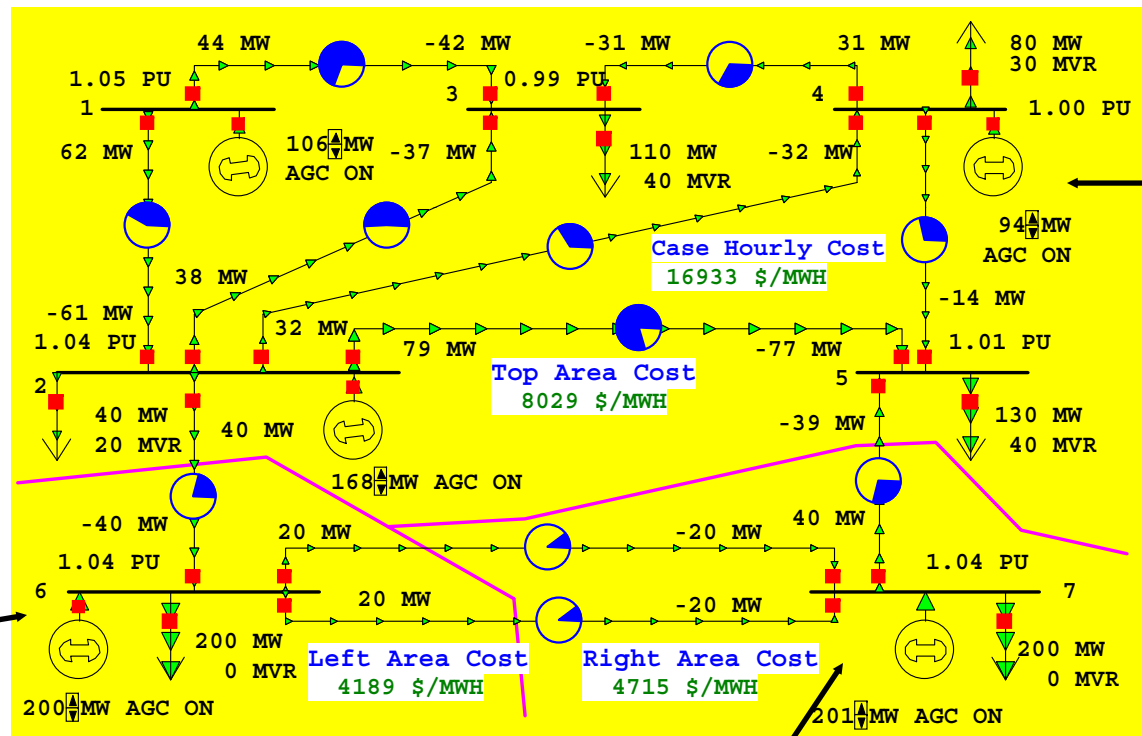 44 MW
-42 MW
-31 MW
31 MW
80 MW
30 MVR
1.05 PU
0.99 PU
1
3
4
1.00 PU
62 MW
106 MW
AGC ON
-37 MW
110 MW
40 MVR
-32 MW
94 MW
AGC ON
Case Hourly Cost
16933 $/MWH
38 MW
-14 MW
-61 MW
1.04 PU
32 MW
79 MW
-77 MW
1.01 PU
Top Area Cost
8029 $/MWH
2
5
40 MW
20 MVR
40 MW
-39 MW
130 MW
40 MVR
168 MW AGC ON
-40 MW
20 MW
-20 MW
40 MW
1.04 PU
1.04 PU
6
7
20 MW
-20 MW
200 MW
0 MVR
Left Area Cost
4189 $/MWH
Right Area Cost
4715 $/MWH
200 MW
0 MVR
200 MW AGC ON
201 MW AGC ON